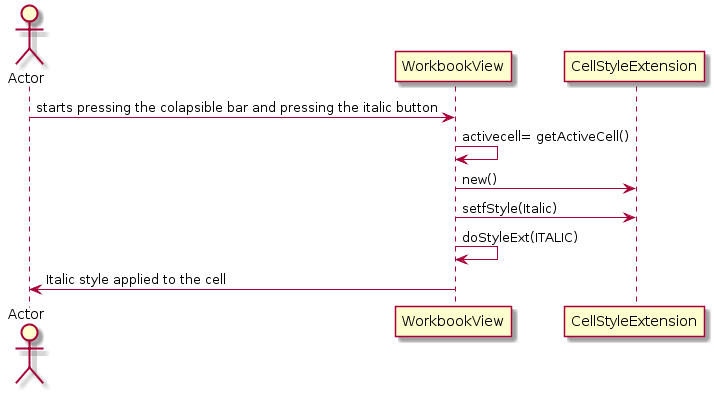 Actor
WorkbookView
CellStyleExtension
starts pressing the colapsible bar and pressing the italic button
activecell= getActiveCell()
new()
setfStyle(Italic)
doStyleExt(ITALIC)
Italic style applied to the cell
Actor
WorkbookView
CellStyleExtension